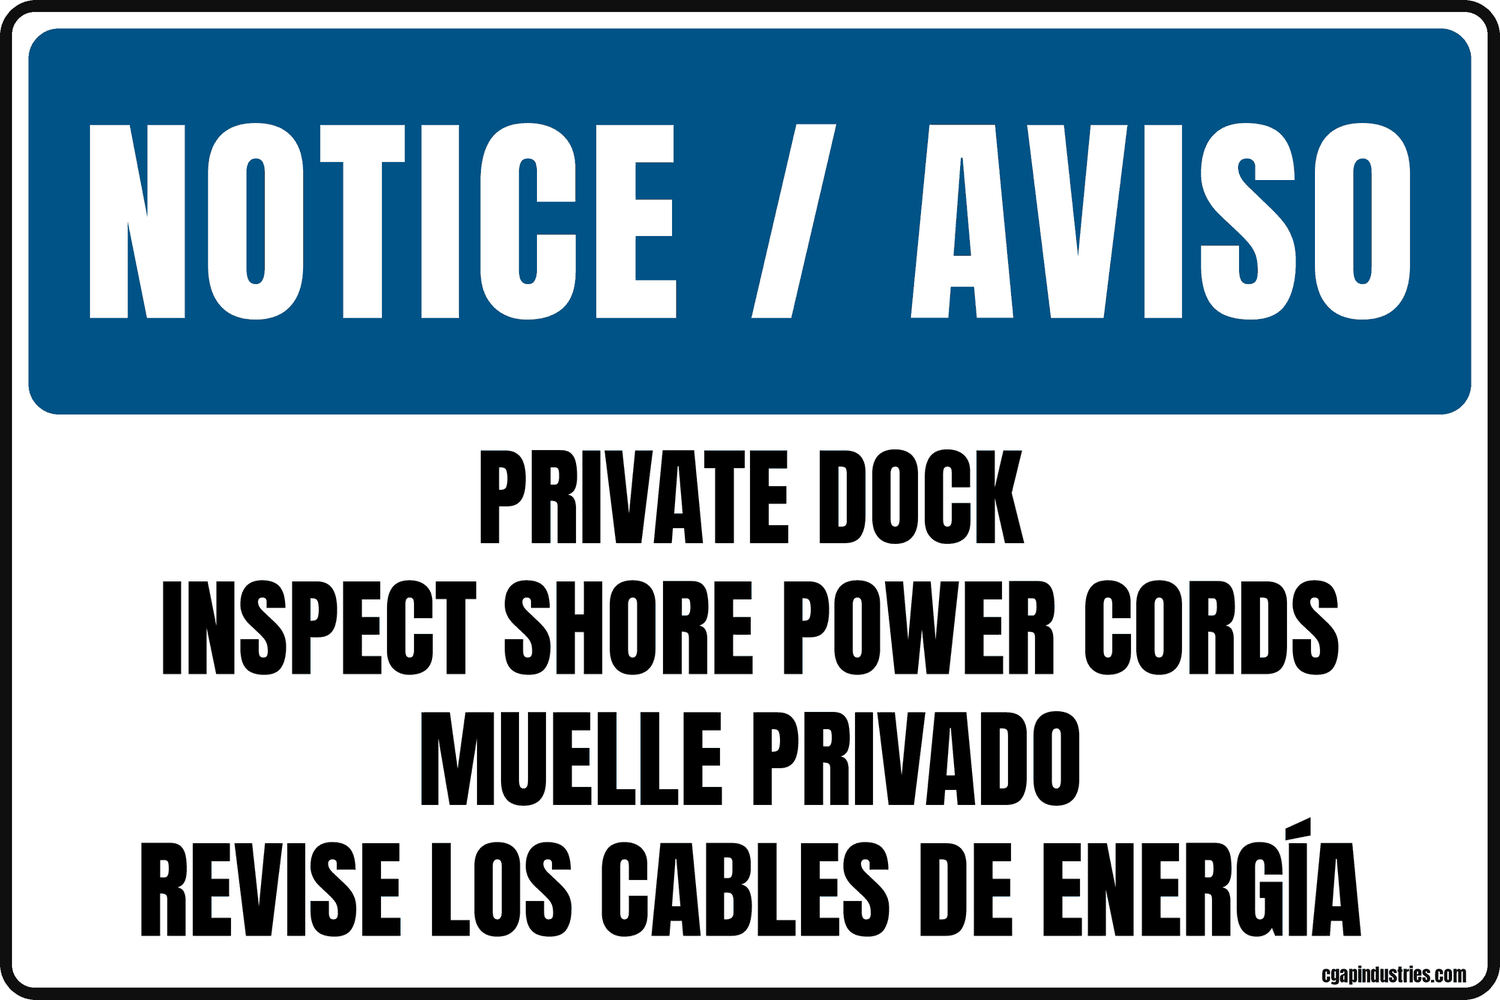 NOTICE / AVISO
PRIVATE DOCK
INSPECT SHORE POWER CORDS
MUELLE PRIVADO
REVISE LOS CABLES DE ENERGÍA
cgapindustries.com